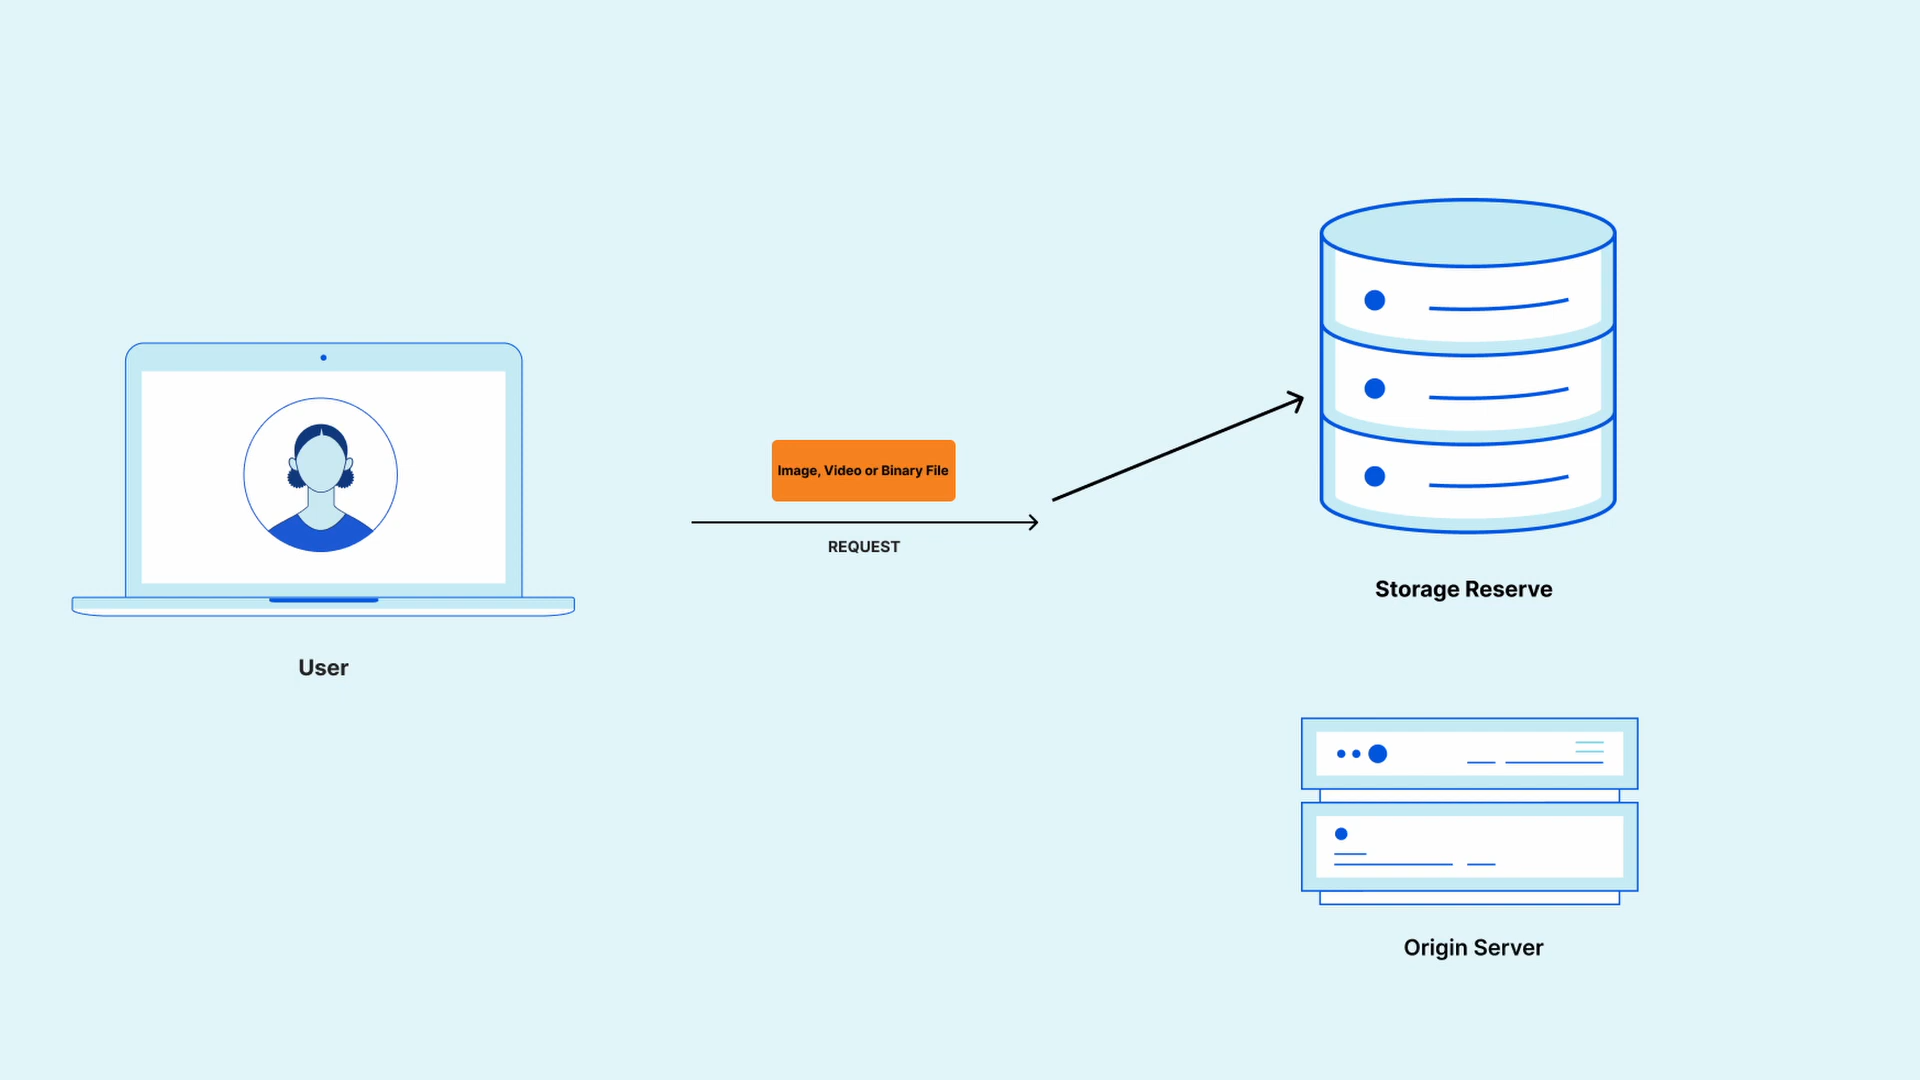 Image, Video or Binary File
REQUEST
Storage Reserve
User
Origin Server